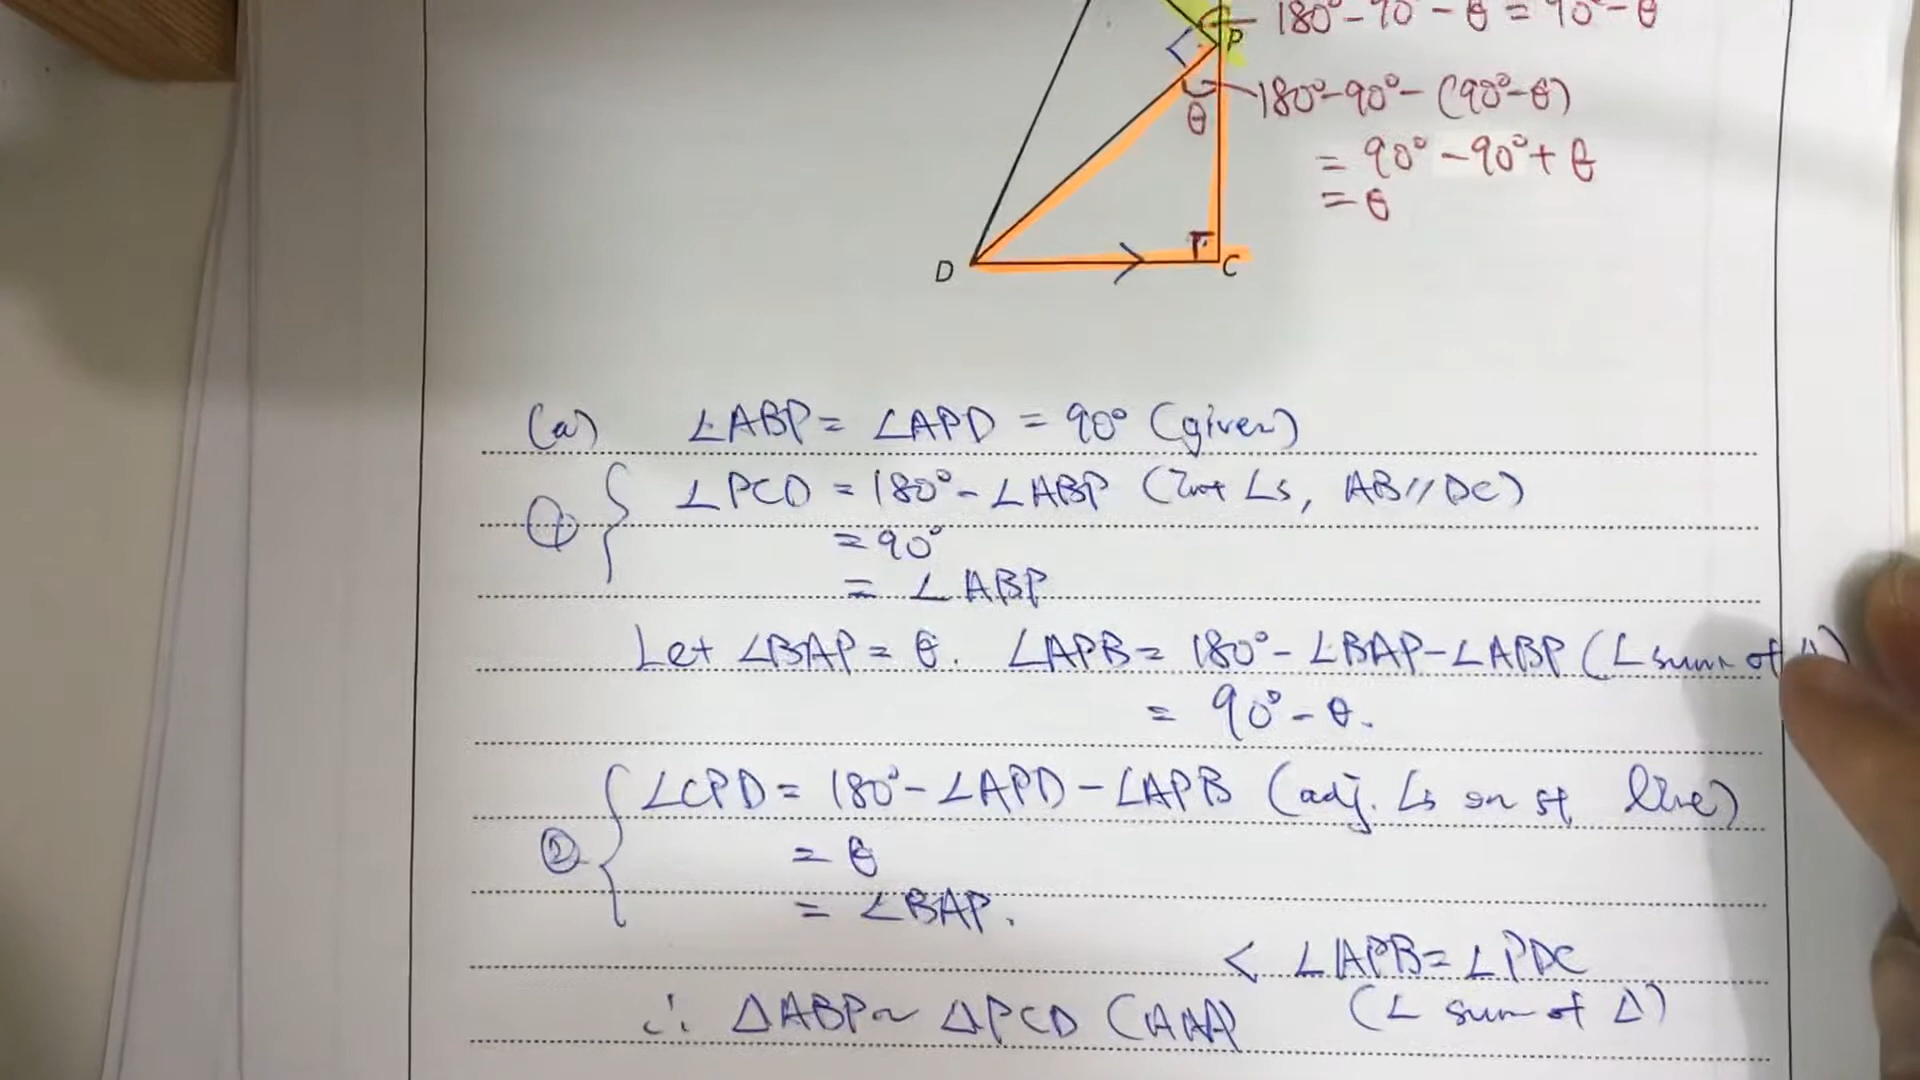 180°-90-θ = 90°-θ
P
180°-90°-(90°-θ)
θ
= 90°-90°+θ
= θ
D
C
(a) ∠ABP = ∠APD = 90° (given)
① ∠PCD = 180°-∠ABP (Int ∠s, AB//DC)
= 90°
= ∠ABP
Let ∠BAP = θ. ∠APB = 180°-∠BAP-∠ABP (∠ sum of Δ)
= 90°-θ.
② ∠CPD = 180°-∠APD-∠APB (adj. ∠s on st line)
= θ
= ∠BAP.
< ∠APB = ∠PDC
∴ ΔABP ~ ΔPCD (AAA) (∠ sum of Δ)